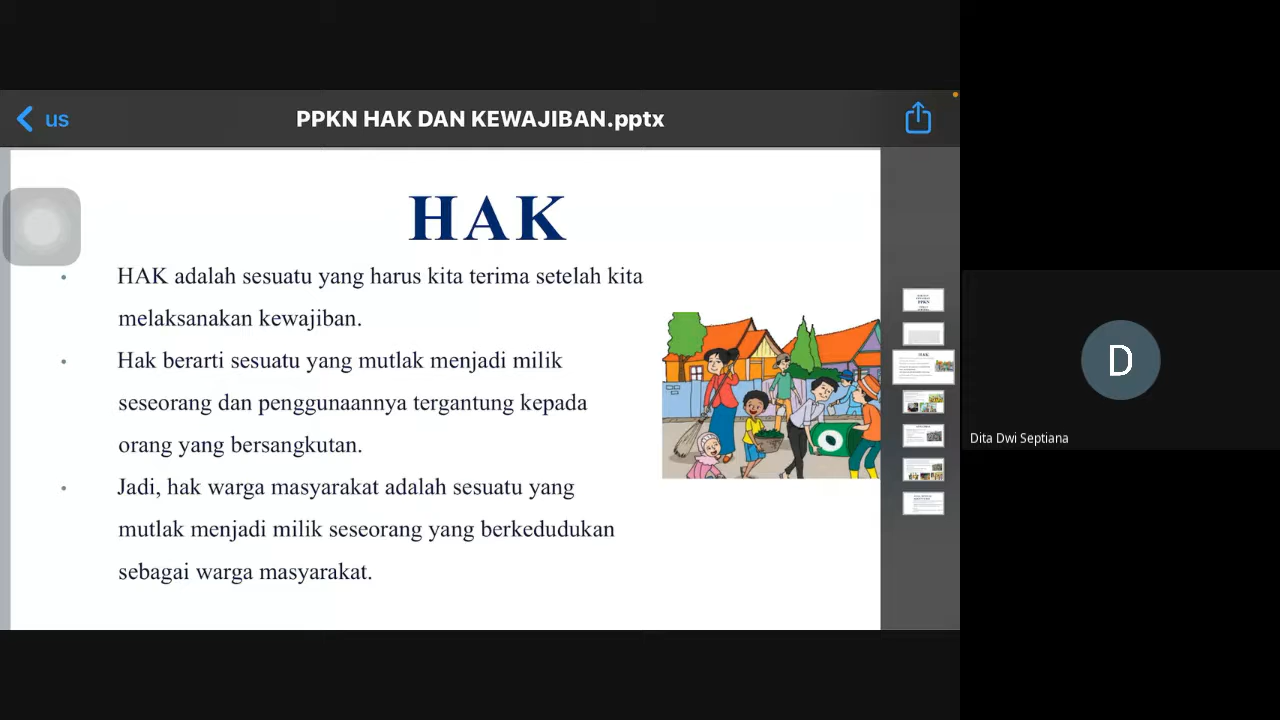 us
PPKN HAK DAN KEWAJIBAN.pptx
HAK
• HAK adalah sesuatu yang harus kita terima setelah kita
melaksanakan kewajiban.
• Hak berarti sesuatu yang mutlak menjadi milik
seseorang dan penggunaannya tergantung kepada
orang yang bersangkutan.
• Jadi, hak warga masyarakat adalah sesuatu yang
mutlak menjadi milik seseorang yang berkedudukan
sebagai warga masyarakat.
PPKN
HAK
D
Dita Dwi Septiana